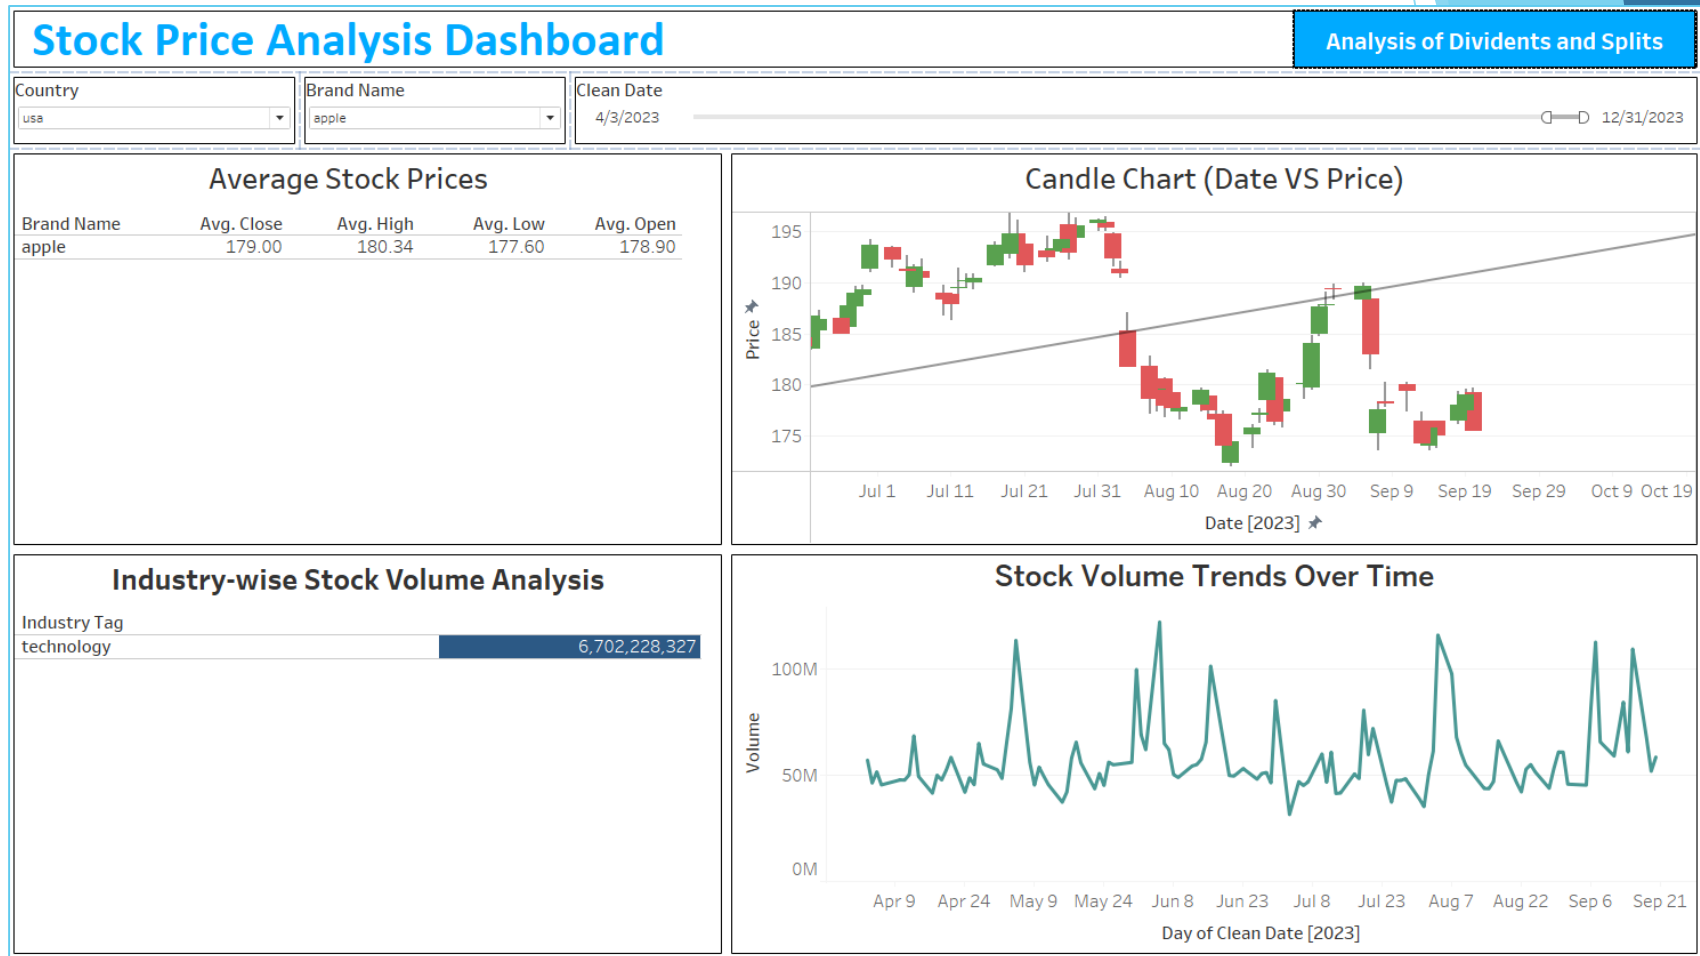 Stock Price Analysis Dashboard
Analysis of Dividents and Splits
Country
usa
Brand Name
apple
Clean Date
4/3/2023
12/31/2023
Average Stock Prices
Brand Name Avg. Close Avg. High Avg. Low Avg. Open
apple 179.00 180.34 177.60 178.90
Candle Chart (Date VS Price)
Price
195
190
185
180
175
Jul 1 Jul 11 Jul 21 Jul 31 Aug 10 Aug 20 Aug 30 Sep 9 Sep 19 Sep 29 Oct 9 Oct 19
Date [2023]
Industry-wise Stock Volume Analysis
Industry Tag
technology 6,702,228,327
Stock Volume Trends Over Time
Volume
100M
50M
0M
Apr 9 Apr 24 May 9 May 24 Jun 8 Jun 23 Jul 8 Jul 23 Aug 7 Aug 22 Sep 6 Sep 21
Day of Clean Date [2023]